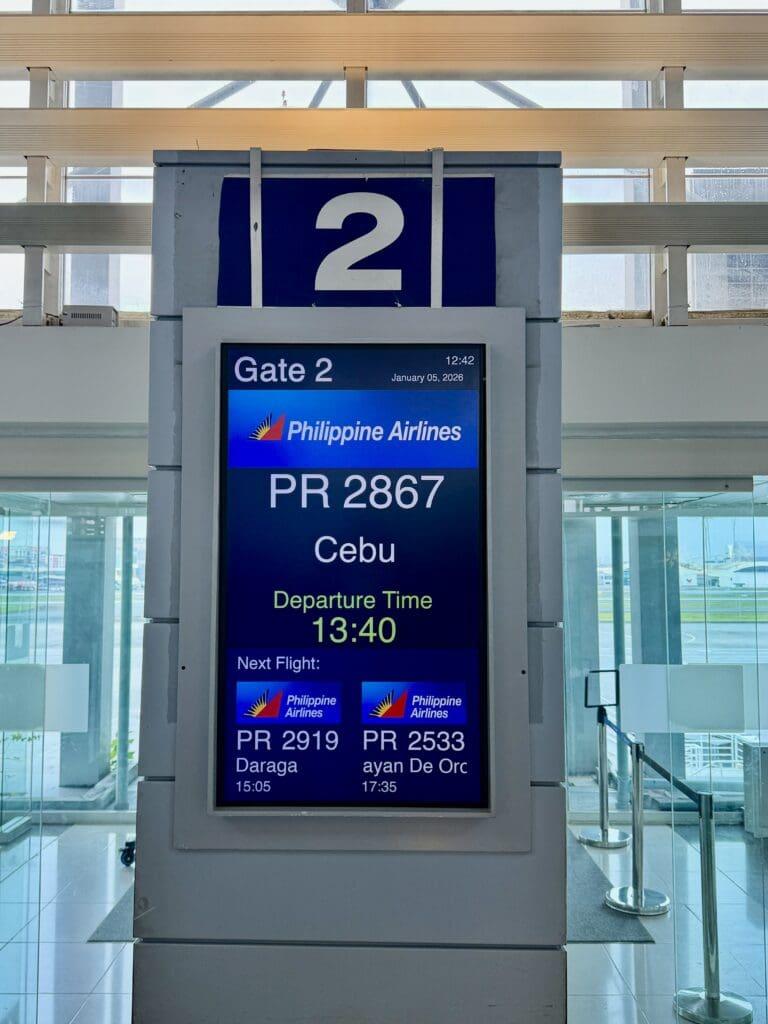 2
Gate 2
12:42
January 05, 2026
Philippine Airlines
PR 2867
Cebu
Departure Time
13:40
Next Flight:
Philippine
Airlines
PR 2919
Daraga
15:05
Philippine
Airlines
PR 2533
ayan De Orc
17:35